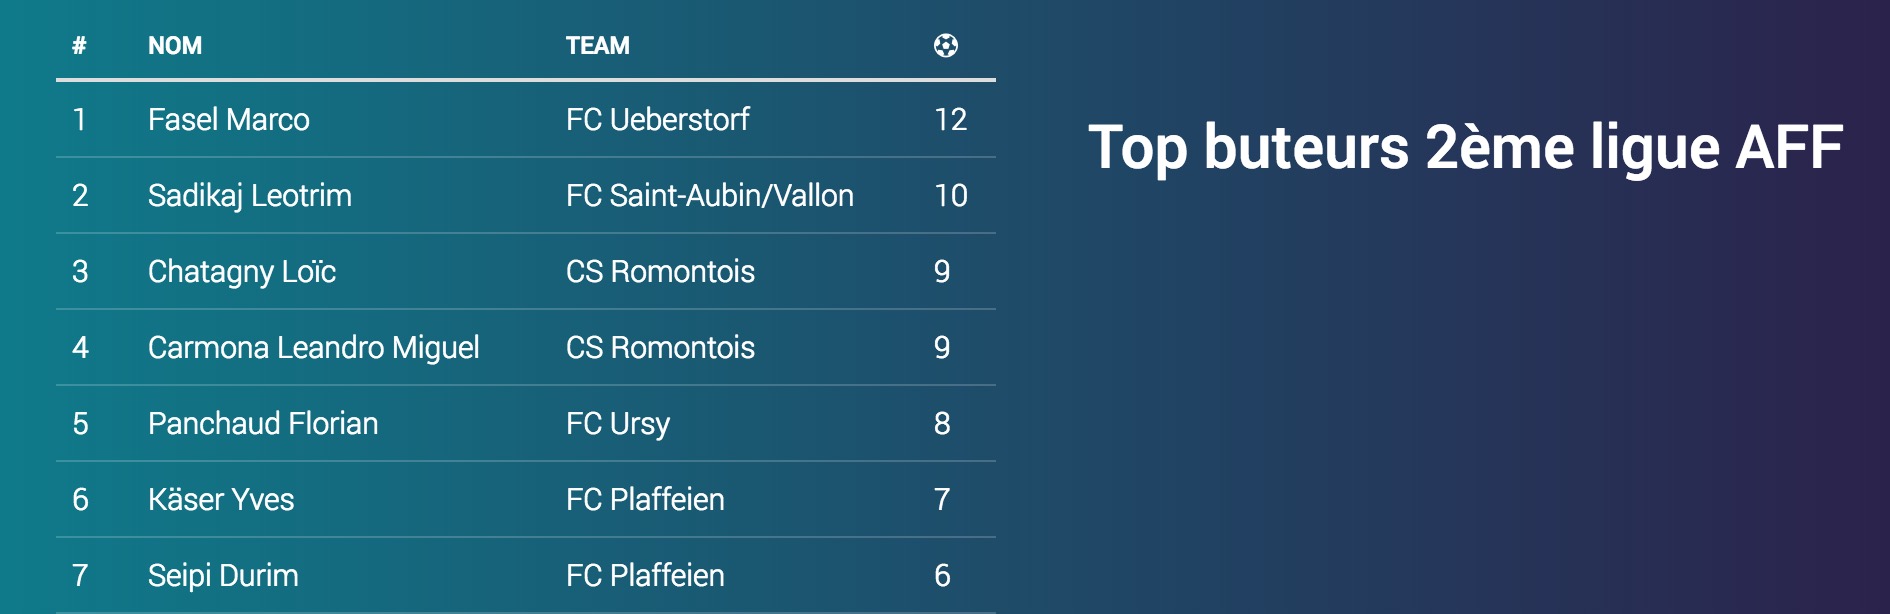 # NOM TEAM
1 Fasel Marco FC Ueberstorf 12
2 Sadikaj Leotrim FC Saint-Aubin/Vallon 10
3 Chatagny Loïc CS Romontois 9
4 Carmona Leandro Miguel CS Romontois 9
5 Panchaud Florian FC Ursy 8
6 Käser Yves FC Plaffeien 7
7 Seipi Durim FC Plaffeien 6
Top buteurs 2ème ligue AFF